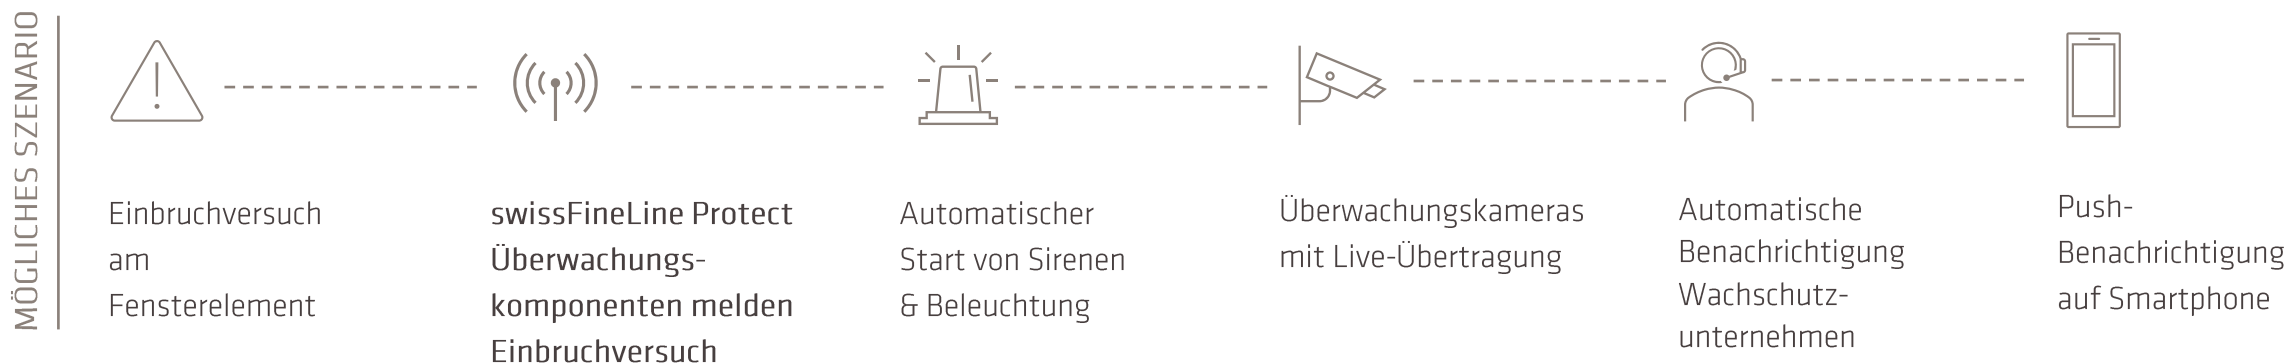 MÖGLICHES SZENARIO
Einbruchversuch
am
Fensterelement
swissFineLine Protect
Überwachungs-
komponenten melden
Einbruchversuch
Automatischer
Start von Sirenen
& Beleuchtung
Überwachungskameras
mit Live-Übertragung
Automatische
Benachrichtigung
Wachschutz-
unternehmen
Push-
Benachrichtigung
auf Smartphone